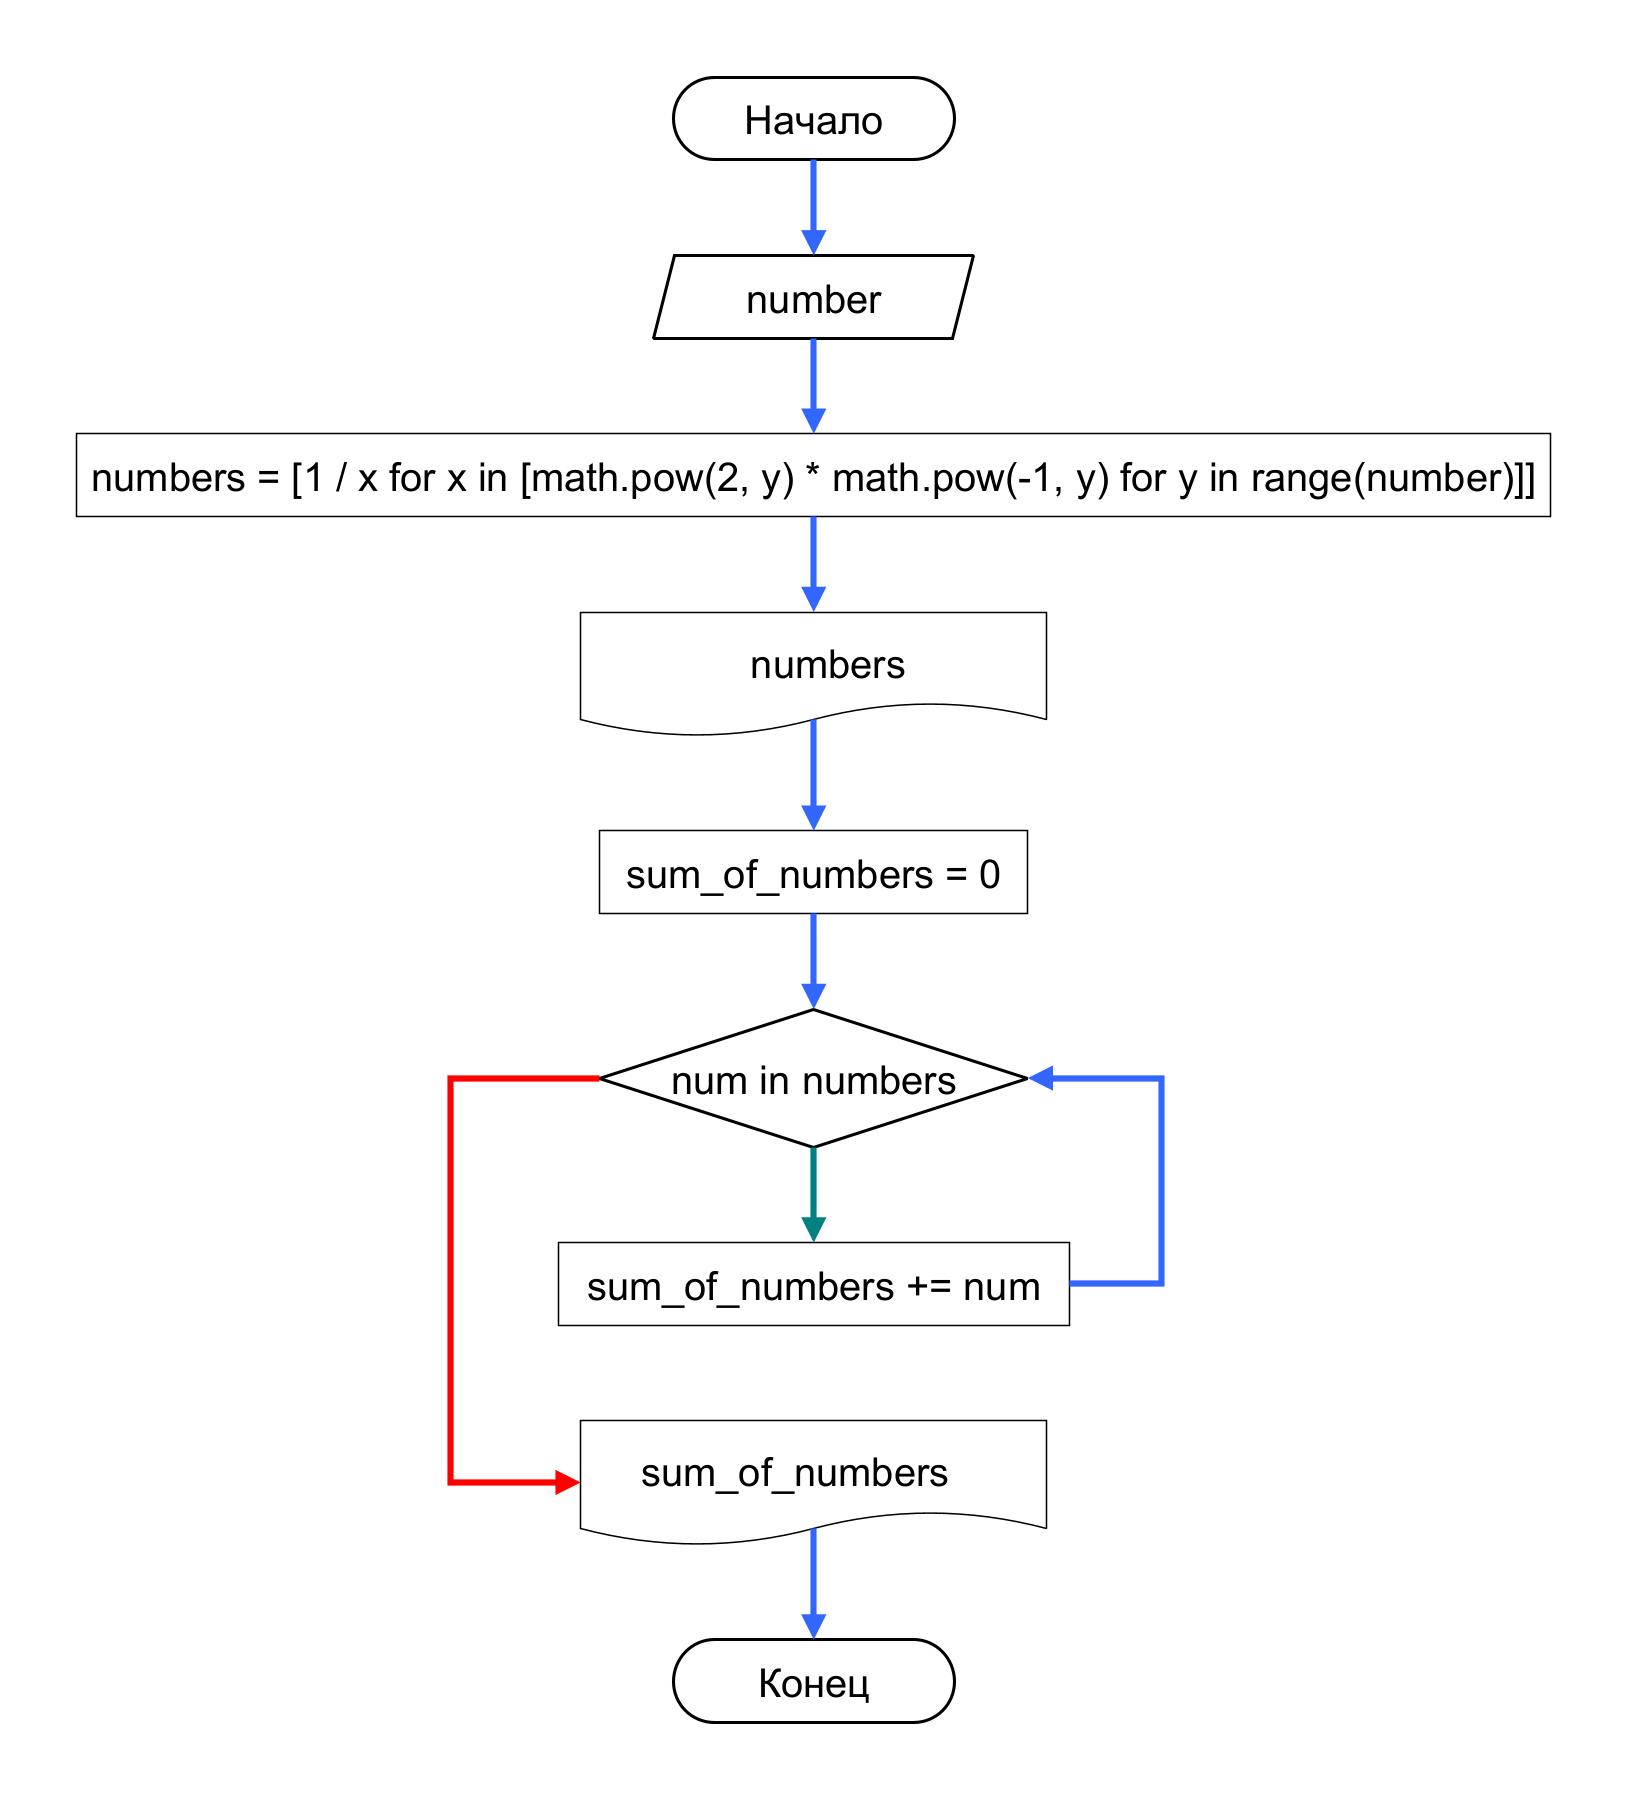 Начало
number
numbers = [1 / x for x in [math.pow(2, y) * math.pow(-1, y) for y in range(number)]]
numbers
sum_of_numbers = 0
num in numbers
sum_of_numbers += num
sum_of_numbers
Конец